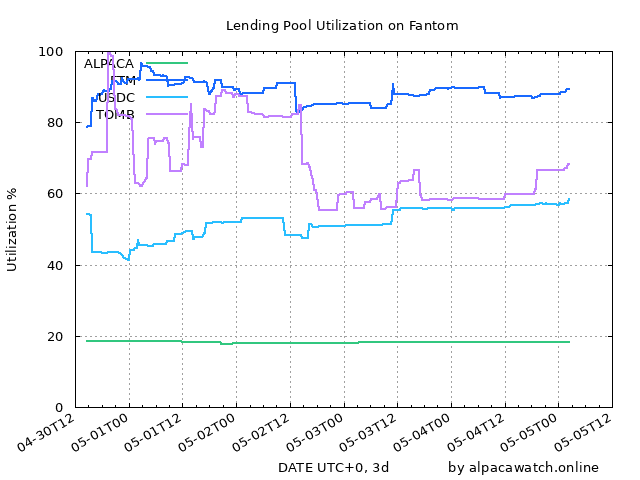 Lending Pool Utilization on Fantom
100
80
60
40
20
0
Utilization %
ALPACA
FTM
USDC
TOMB
04-30T12
05-01T00
05-01T12
05-02T00
05-02T12
05-03T00
05-03T12
05-04T00
05-04T12
05-05T00
05-05T12
DATE UTC+0, 3d
by alpacawatch.online